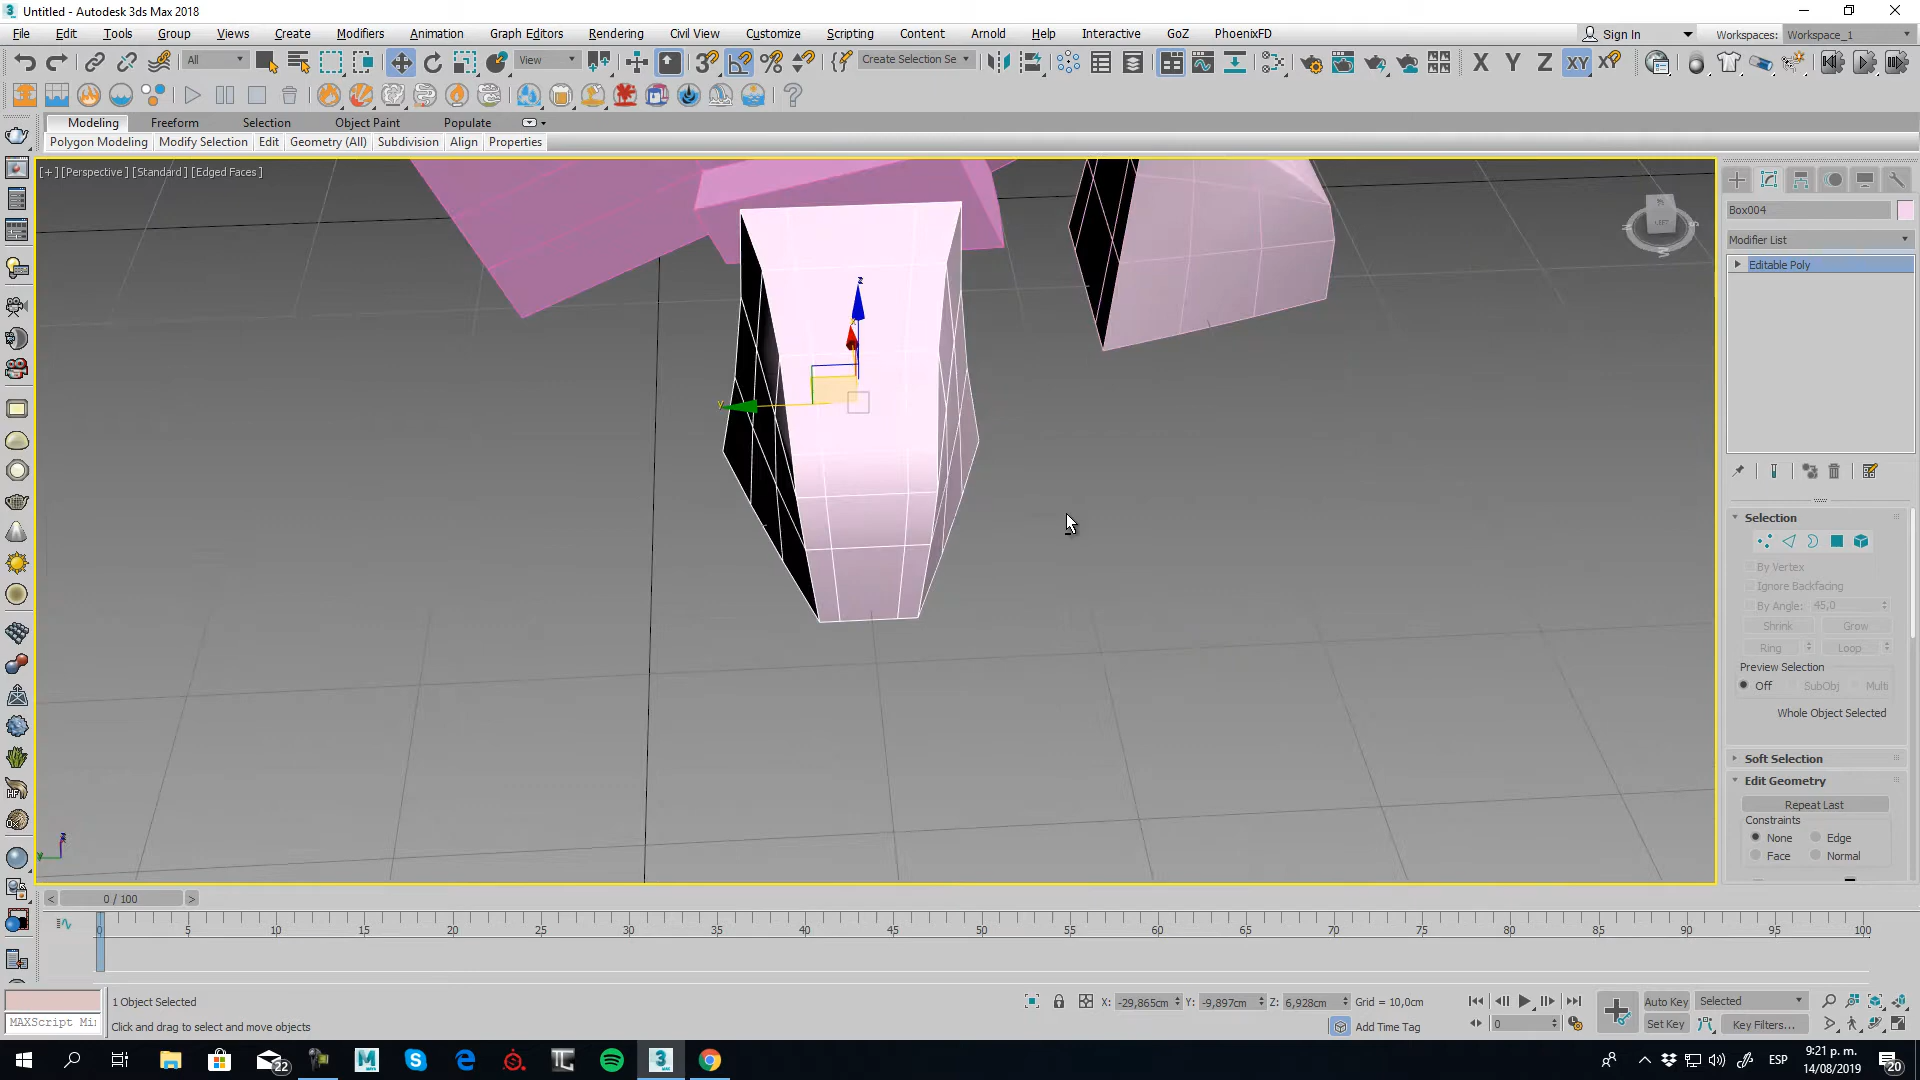 Untitled - Autodesk 3ds Max 2018
File Edit Tools Group Views Create Modifiers Animation Graph Editors Rendering Civil View Customize Scripting Content Arnold Help Interactive GoZ PhoenixFD Sign In Workspaces: Workspace_1
All View Create Selection Se X Y Z XY XY
Modeling Freeform Selection Object Paint Populate
Polygon Modeling Modify Selection Edit Geometry (All) Subdivision Align Properties
[+] [Perspective ] [Standard ] [Edged Faces ]
Box004
Modifier List
Editable Poly
z
y
Selection
By Vertex
Ignore Backfacing
By Angle: 45,0
Shrink Grow
Ring Loop
Preview Selection
Off SubObj Multi
Whole Object Selected
Soft Selection
Edit Geometry
Repeat Last
Constraints
None Edge
Face Normal
z
y
< 0 / 100 >
0 5 10 15 20 25 30 35 40 45 50 55 60 65 70 75 80 85 90 95 100
1 Object Selected X: -29,865cm Y: -9,897cm Z: 6,928cm Grid = 10,0cm Auto Key Selected
MAXScript Mi Click and drag to select and move objects Add Time Tag 0 Set Key Key Filters...
22 3 MAX ESP 9:21 p. m. 14/08/2019 20